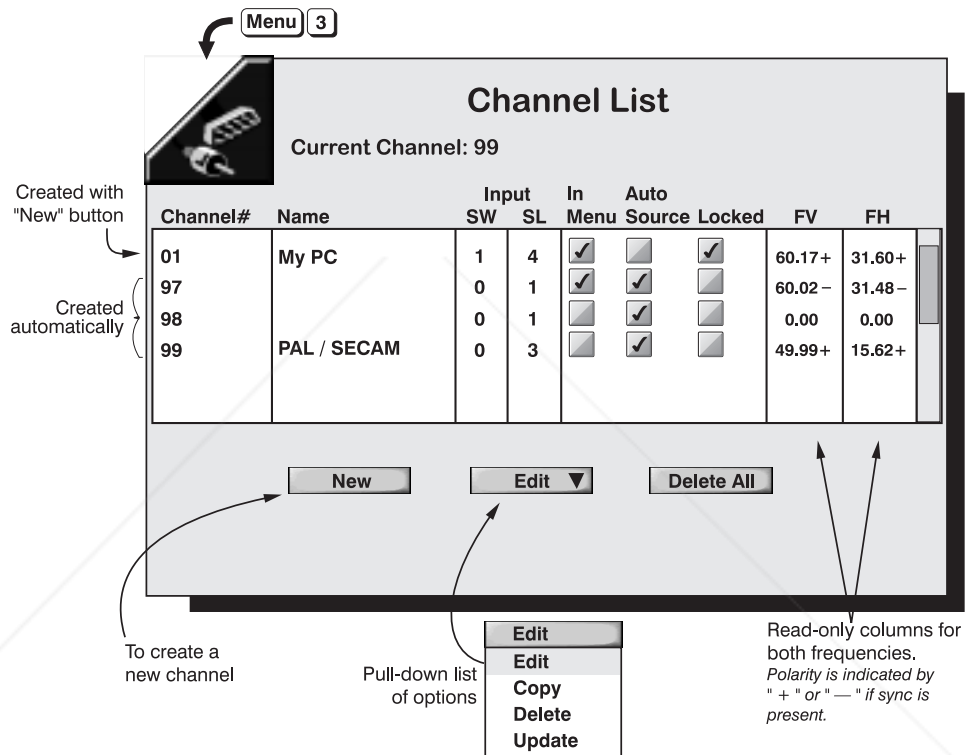 Menu 3
Channel List
Current Channel: 99
Created with
"New" button
Input In Auto
Channel# Name SW SL Menu Source Locked FV FH
01 My PC 1 4 60.17+ 31.60+
97 0 1 60.02– 31.48–
Created
automatically
98 0 1 0.00 0.00
99 PAL / SECAM 0 3 49.99+ 15.62+
New Edit ▼ Delete All
To create a
new channel
Pull-down list
of options
Edit
Edit
Copy
Delete
Update
Read-only columns for
both frequencies.
Polarity is indicated by
" + " or " — " if sync is
present.